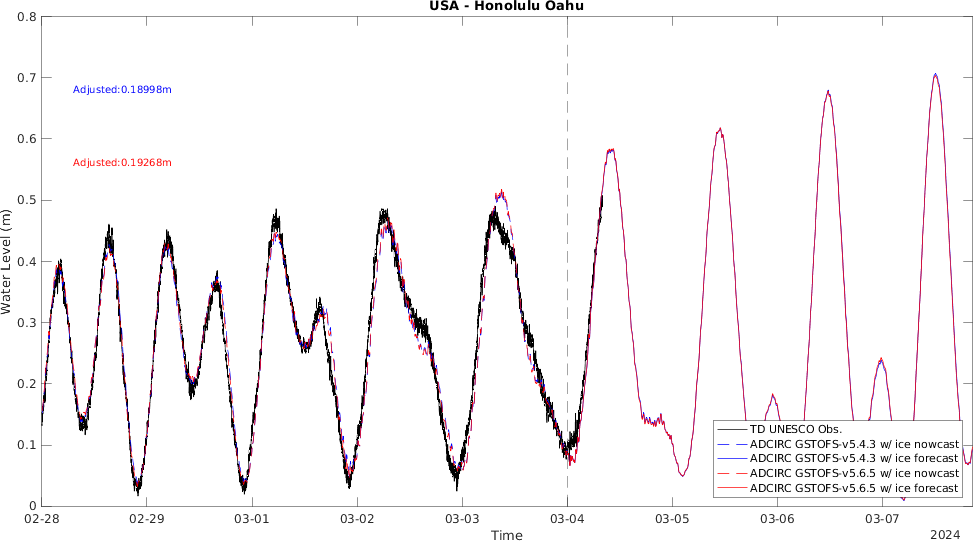 USA - Honolulu Oahu
0.8
0.7
0.6
0.5
0.4
0.3
0.2
0.1
0
Water Level (m)
Adjusted:0.18998m
Adjusted:0.19268m
TD UNESCO Obs.
ADCIRC GSTOFS-v5.4.3 w/ ice nowcast
ADCIRC GSTOFS-v5.4.3 w/ ice forecast
ADCIRC GSTOFS-v5.6.5 w/ ice nowcast
ADCIRC GSTOFS-v5.6.5 w/ ice forecast
02-28 02-29 03-01 03-02 03-03 03-04 03-05 03-06 03-07
Time
2024